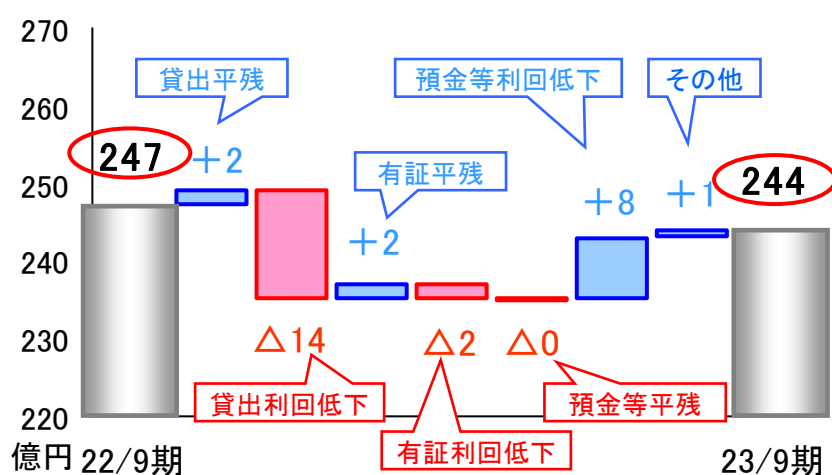 270
260
250
240
230
220
億円
22/9期
23/9期
247
貸出平残
+2
△14
貸出利回低下
有証平残
+2
△2
有証利回低下
△0
預金等平残
預金等利回低下
+8
その他
+1
244